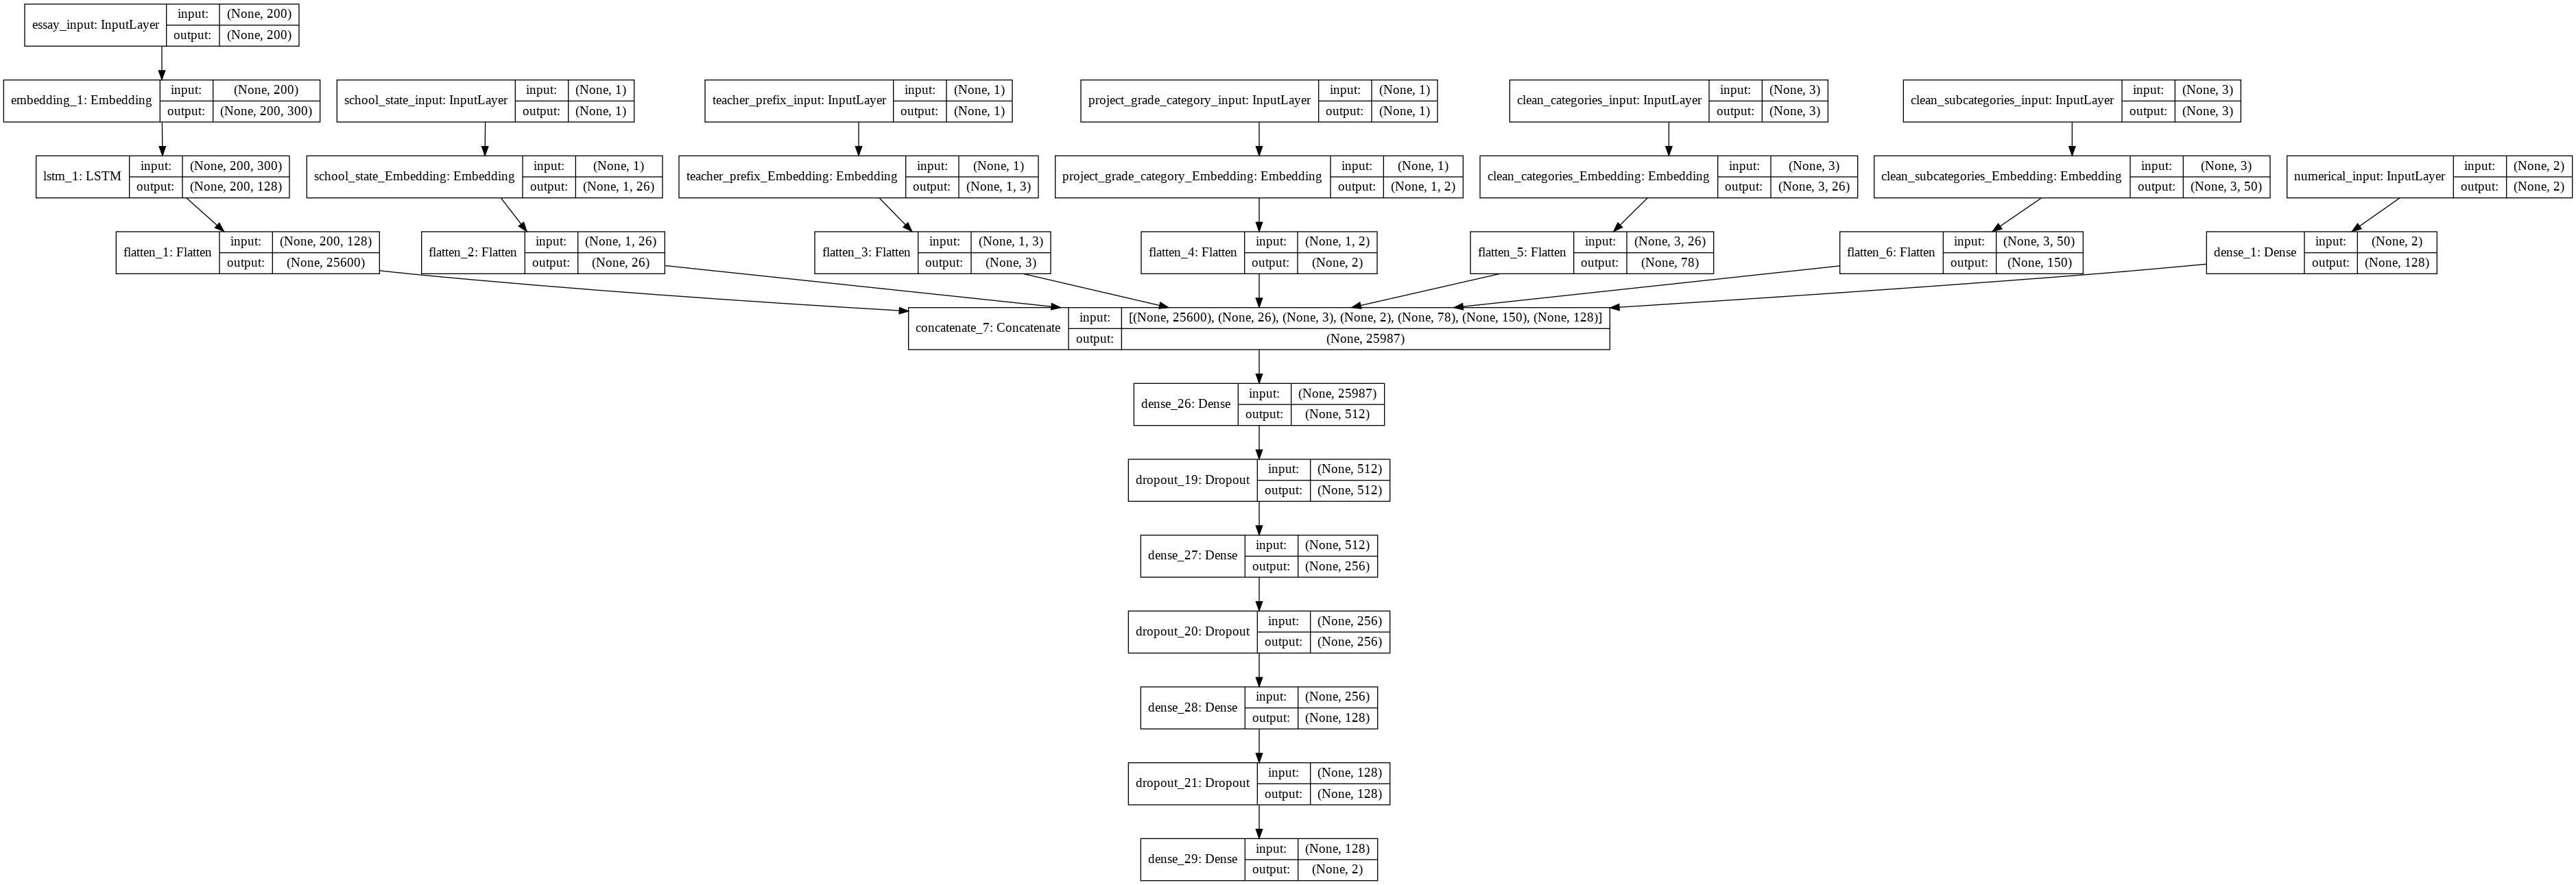 essay_input: InputLayer input: (None, 200)
output: (None, 200)
embedding_1: Embedding input: (None, 200)
output: (None, 200, 300)
school_state_input: InputLayer input: (None, 1)
output: (None, 1)
teacher_prefix_input: InputLayer input: (None, 1)
output: (None, 1)
project_grade_category_input: InputLayer input: (None, 1)
output: (None, 1)
clean_categories_input: InputLayer input: (None, 3)
output: (None, 3)
clean_subcategories_input: InputLayer input: (None, 3)
output: (None, 3)
lstm_1: LSTM input: (None, 200, 300)
output: (None, 200, 128)
school_state_Embedding: Embedding input: (None, 1)
output: (None, 1, 26)
teacher_prefix_Embedding: Embedding input: (None, 1)
output: (None, 1, 3)
project_grade_category_Embedding: Embedding input: (None, 1)
output: (None, 1, 2)
clean_categories_Embedding: Embedding input: (None, 3)
output: (None, 3, 26)
clean_subcategories_Embedding: Embedding input: (None, 3)
output: (None, 3, 50)
numerical_input: InputLayer input: (None, 2)
output: (None, 2)
flatten_1: Flatten input: (None, 200, 128)
output: (None, 25600)
flatten_2: Flatten input: (None, 1, 26)
output: (None, 26)
flatten_3: Flatten input: (None, 1, 3)
output: (None, 3)
flatten_4: Flatten input: (None, 1, 2)
output: (None, 2)
flatten_5: Flatten input: (None, 3, 26)
output: (None, 78)
flatten_6: Flatten input: (None, 3, 50)
output: (None, 150)
dense_1: Dense input: (None, 2)
output: (None, 128)
concatenate_7: Concatenate input: [(None, 25600), (None, 26), (None, 3), (None, 2), (None, 78), (None, 150), (None, 128)]
output: (None, 25987)
dense_26: Dense input: (None, 25987)
output: (None, 512)
dropout_19: Dropout input: (None, 512)
output: (None, 512)
dense_27: Dense input: (None, 512)
output: (None, 256)
dropout_20: Dropout input: (None, 256)
output: (None, 256)
dense_28: Dense input: (None, 256)
output: (None, 128)
dropout_21: Dropout input: (None, 128)
output: (None, 128)
dense_29: Dense input: (None, 128)
output: (None, 2)